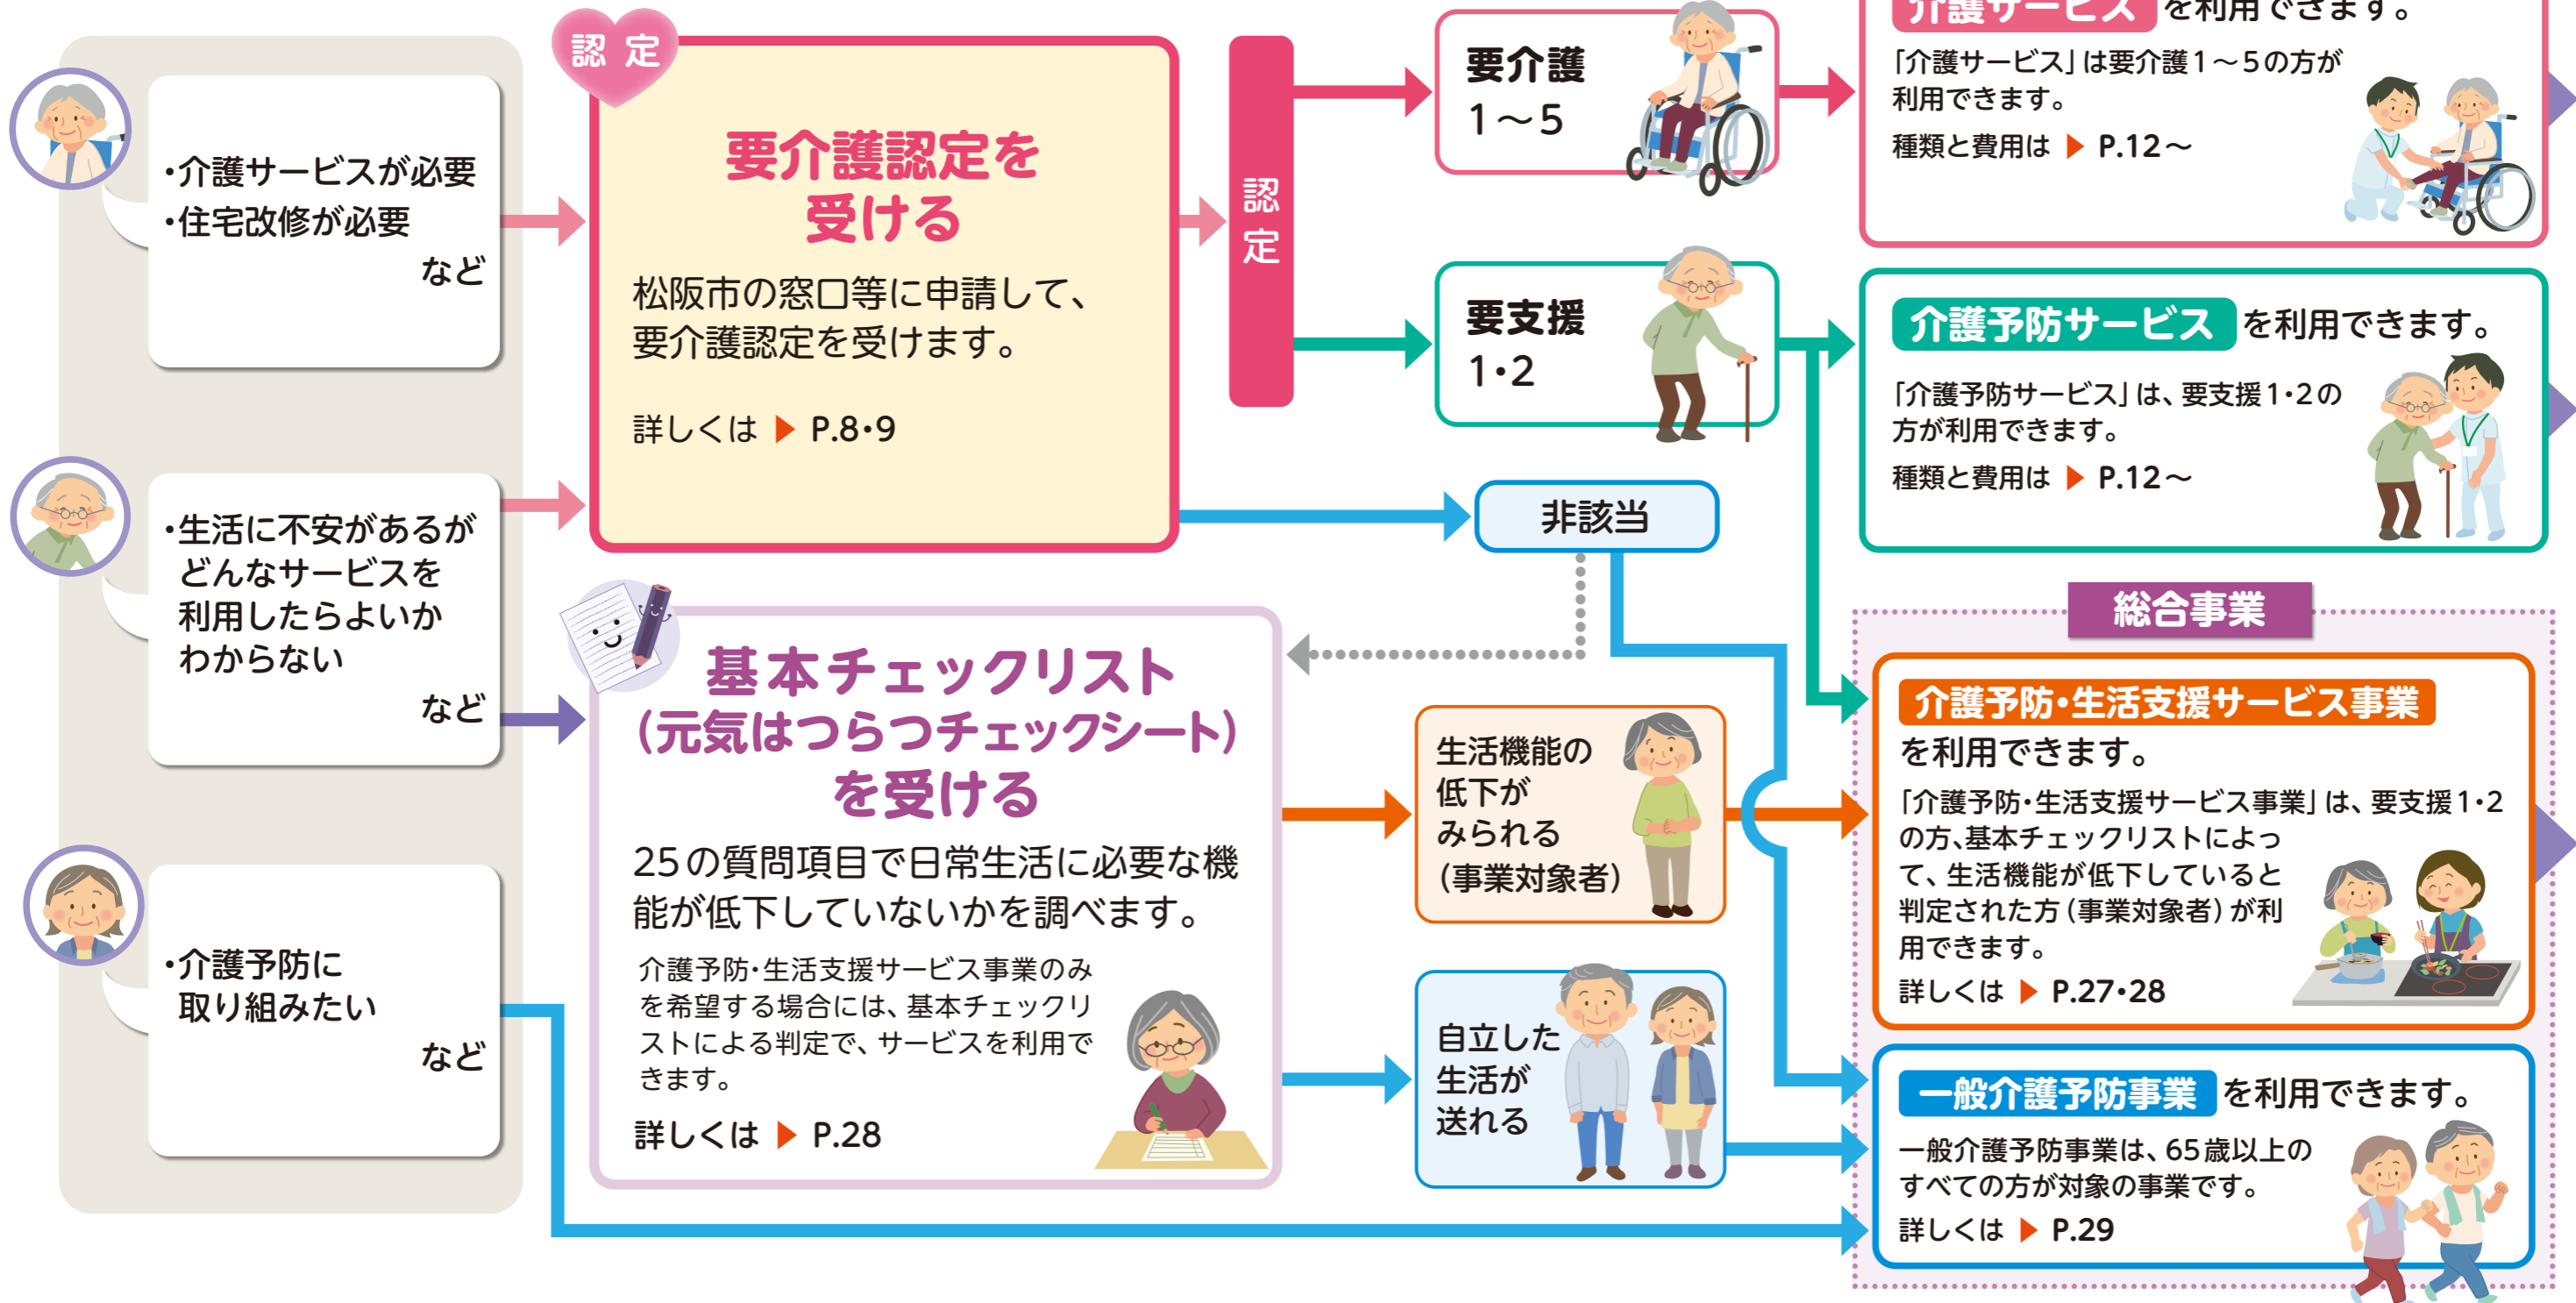 ・介護サービスが必要
・住宅改修が必要
など
・生活に不安があるが
どんなサービスを
利用したらよいか
わからない
など
・介護予防に
取り組みたい
など
認 定
要介護認定を
受ける
松阪市の窓口等に申請して、
要介護認定を受けます。
詳しくは ▶ P.8・9
基本チェックリスト
(元気はつらつチェックシート)
を受ける
25の質問項目で日常生活に必要な機
能が低下していないかを調べます。
介護予防・生活支援サービス事業のみ
を希望する場合には、基本チェックリ
ストによる判定で、サービスを利用で
きます。
詳しくは ▶ P.28
認
定
要介護
1～5
要支援
1・2
非該当
生活機能の
低下が
みられる
(事業対象者)
自立した
生活が
送れる
介護サービス を利用できます。
「介護サービス」は要介護1～5の方が
利用できます。
種類と費用は ▶ P.12～
介護予防サービス を利用できます。
「介護予防サービス」は、要支援1・2の
方が利用できます。
種類と費用は ▶ P.12～
総合事業
介護予防・生活支援サービス事業
を利用できます。
「介護予防・生活支援サービス事業」は、要支援1・2
の方、基本チェックリストによっ
て、生活機能が低下していると
判定された方(事業対象者)が利
用できます。
詳しくは ▶ P.27・28
一般介護予防事業 を利用できます。
一般介護予防事業は、65歳以上の
すべての方が対象の事業です。
詳しくは ▶ P.29